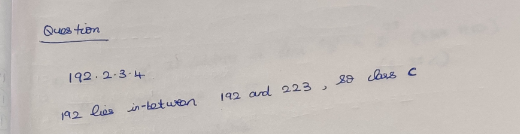 Question
192.2.3.4
192 lies in-between 192 and 223, so class C